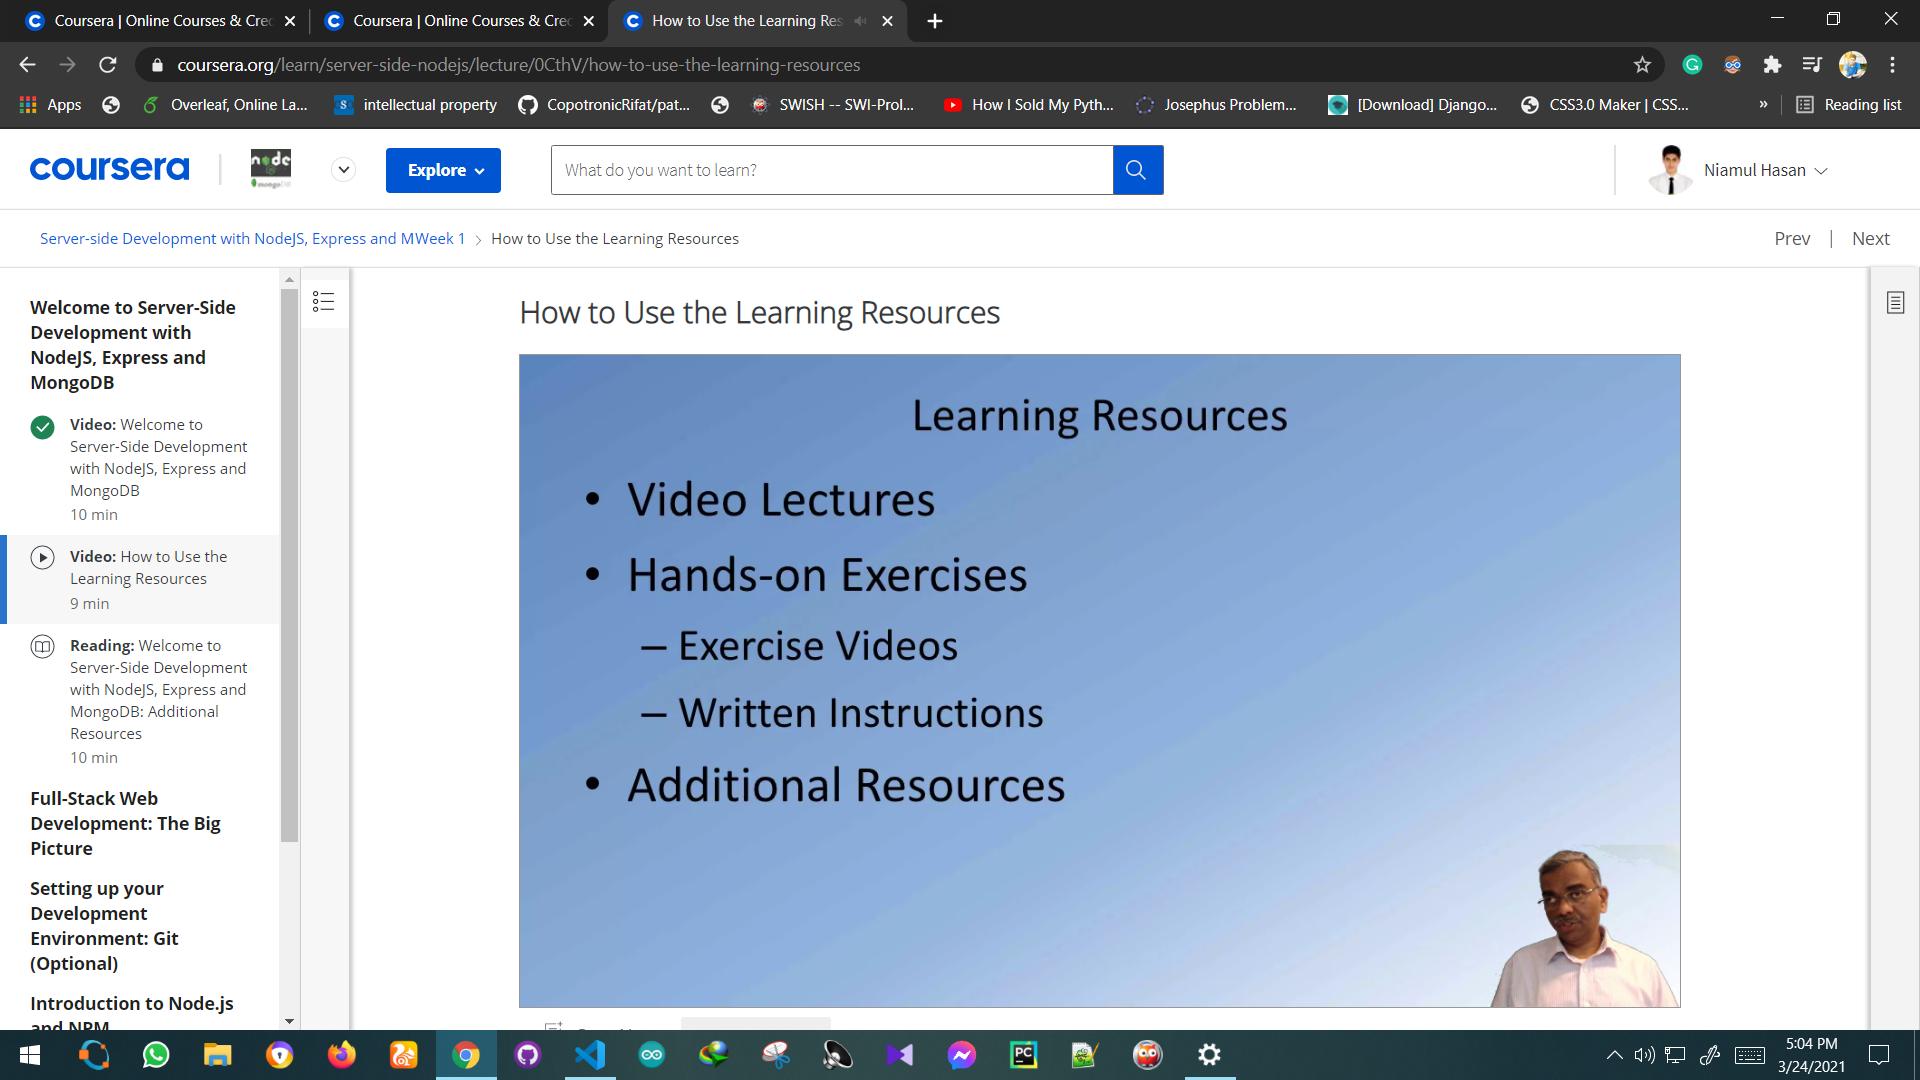 Coursera | Online Courses & Cre
Coursera | Online Courses & Cre
How to Use the Learning Res
coursera.org/learn/server-side-nodejs/lecture/0CthV/how-to-use-the-learning-resources
Apps
Overleaf, Online La...
intellectual property
CopotronicRifat/pat...
SWISH -- SWI-Prol...
How I Sold My Pyth...
Josephus Problem...
[Download] Django...
CSS3.0 Maker | CSS...
»
Reading list
coursera
node
mongoDB
Explore
What do you want to learn?
Niamul Hasan
Server-side Development with NodeJS, Express and MWeek 1
How to Use the Learning Resources
Prev | Next
Welcome to Server-Side
Development with
NodeJS, Express and
MongoDB
Video: Welcome to
Server-Side Development
with NodeJS, Express and
MongoDB
10 min
Video: How to Use the
Learning Resources
9 min
Reading: Welcome to
Server-Side Development
with NodeJS, Express and
MongoDB: Additional
Resources
10 min
Full-Stack Web
Development: The Big
Picture
Setting up your
Development
Environment: Git
(Optional)
Introduction to Node.js
and NPM
How to Use the Learning Resources
Learning Resources
• Video Lectures
• Hands-on Exercises
– Exercise Videos
– Written Instructions
• Additional Resources
PC
5:04 PM
3/24/2021